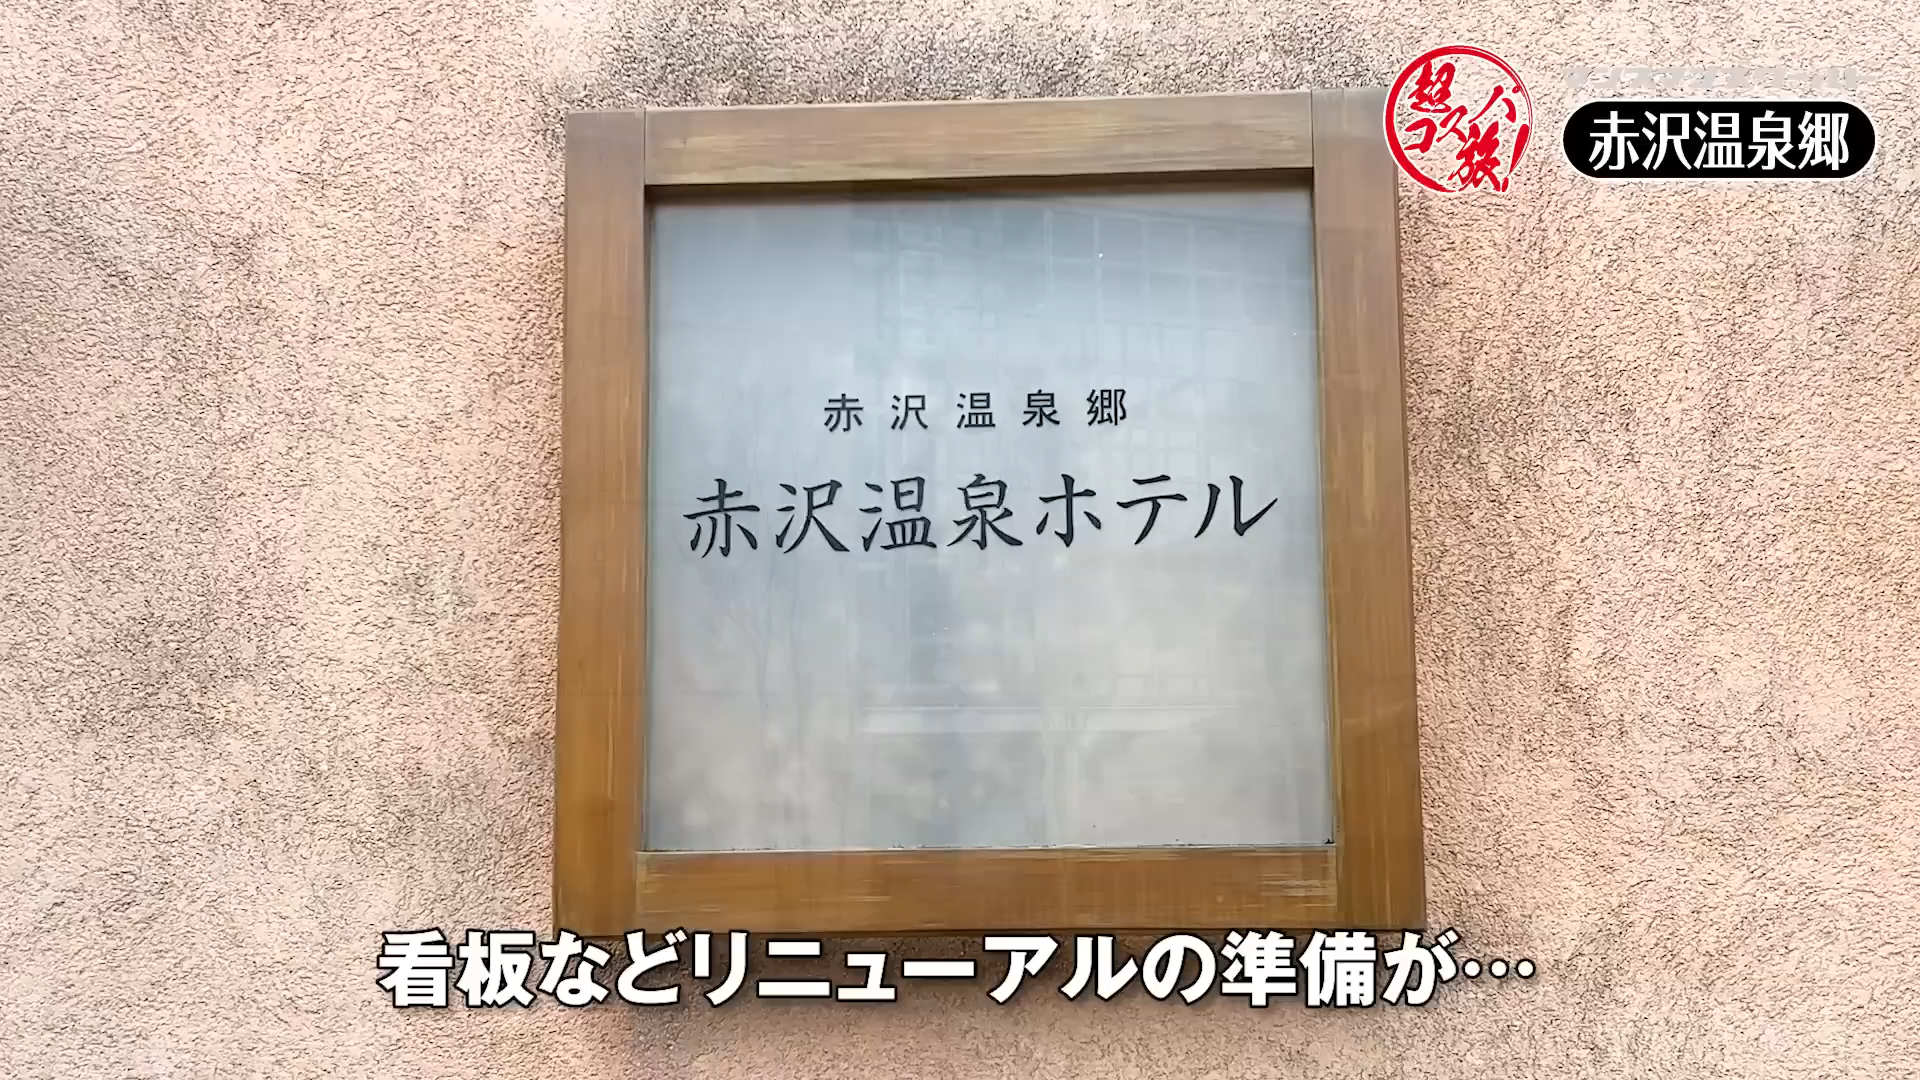 超コスパ旅!
赤沢温泉郷
赤沢温泉郷
赤沢温泉ホテル
看板などリニューアルの準備が…